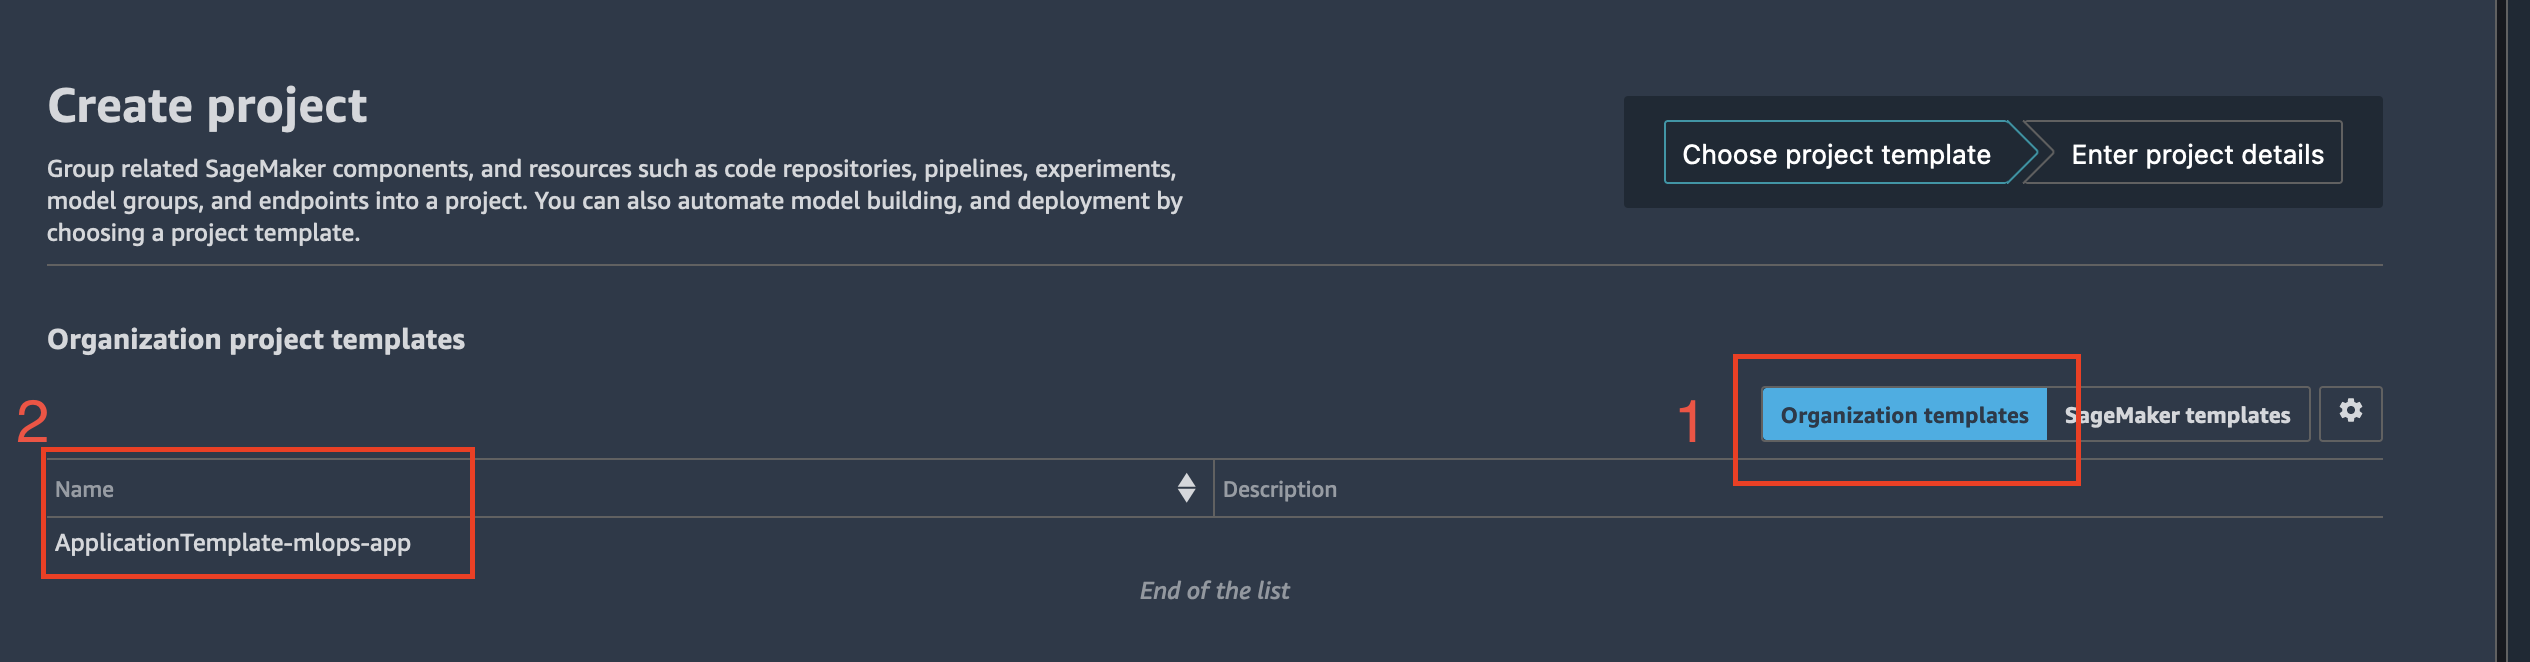 Create project
Group related SageMaker components, and resources such as code repositories, pipelines, experiments,
model groups, and endpoints into a project. You can also automate model building, and deployment by
choosing a project template.
Choose project template
Enter project details
Organization project templates
1
Organization templates
SageMaker templates
2
Name
Description
ApplicationTemplate-mlops-app
End of the list